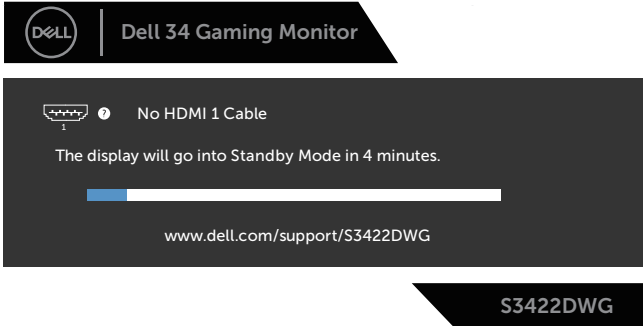 DELL
Dell 34 Gaming Monitor
? No HDMI 1 Cable
1
The display will go into Standby Mode in 4 minutes.
www.dell.com/support/S3422DWG
S3422DWG